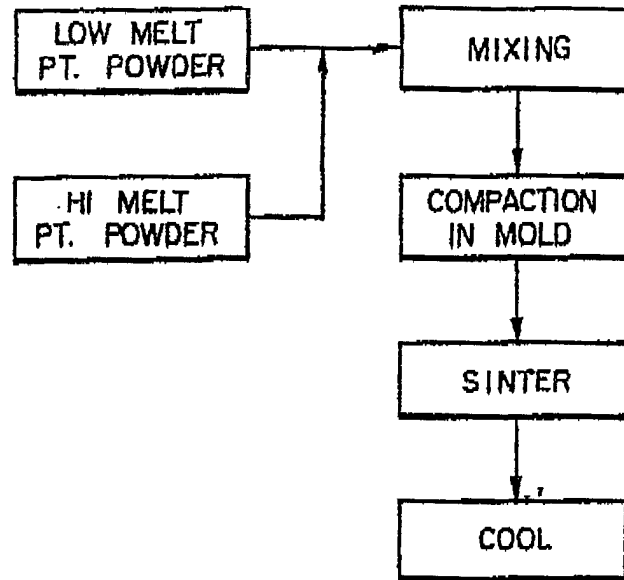 LOW MELT
PT. POWDER
MIXING
HI MELT
PT. POWDER
COMPACTION
IN MOLD
SINTER
COOL